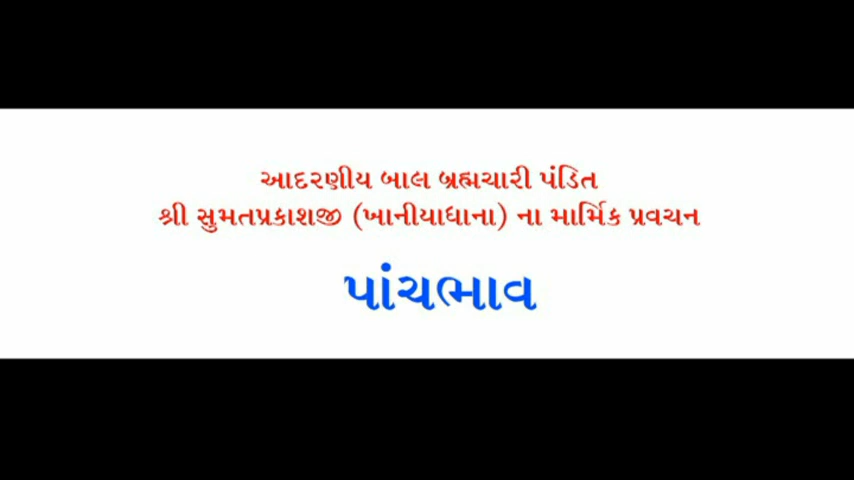 આદરણીય બાલ બ્રહ્મચારી પંડિત
શ્રી સુમતપ્રકાશજી (ખાનીયાધાના) ના માર્મિક પ્રવચન
પાંચભાવ